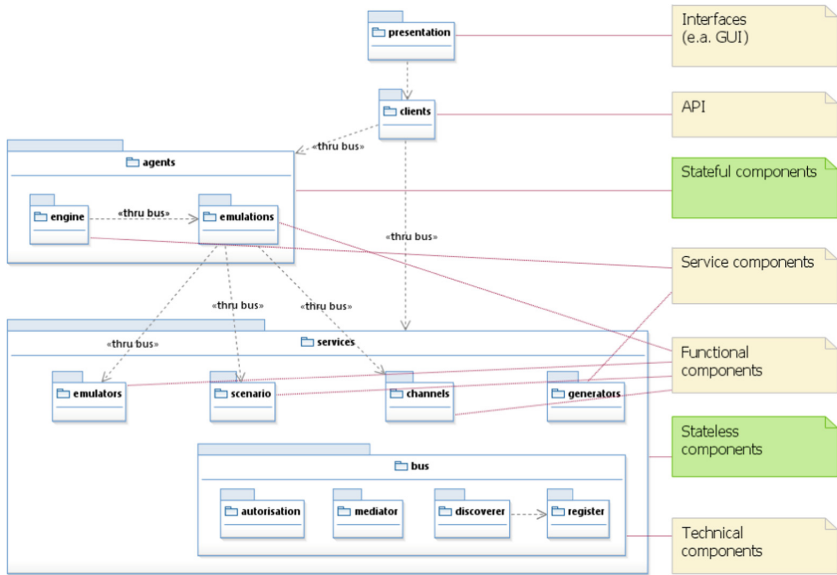 presentation
Interfaces
(e.a. GUI)
clients
API
«thru bus»
agents
Stateful components
engine
«thru bus»
emulations
«thru bus»
Service components
«thru bus»
«thru bus»
«thru bus»
services
Functional
components
emulators
scenario
channels
generators
Stateless
components
bus
autorisation
mediator
discoverer
register
Technical
components